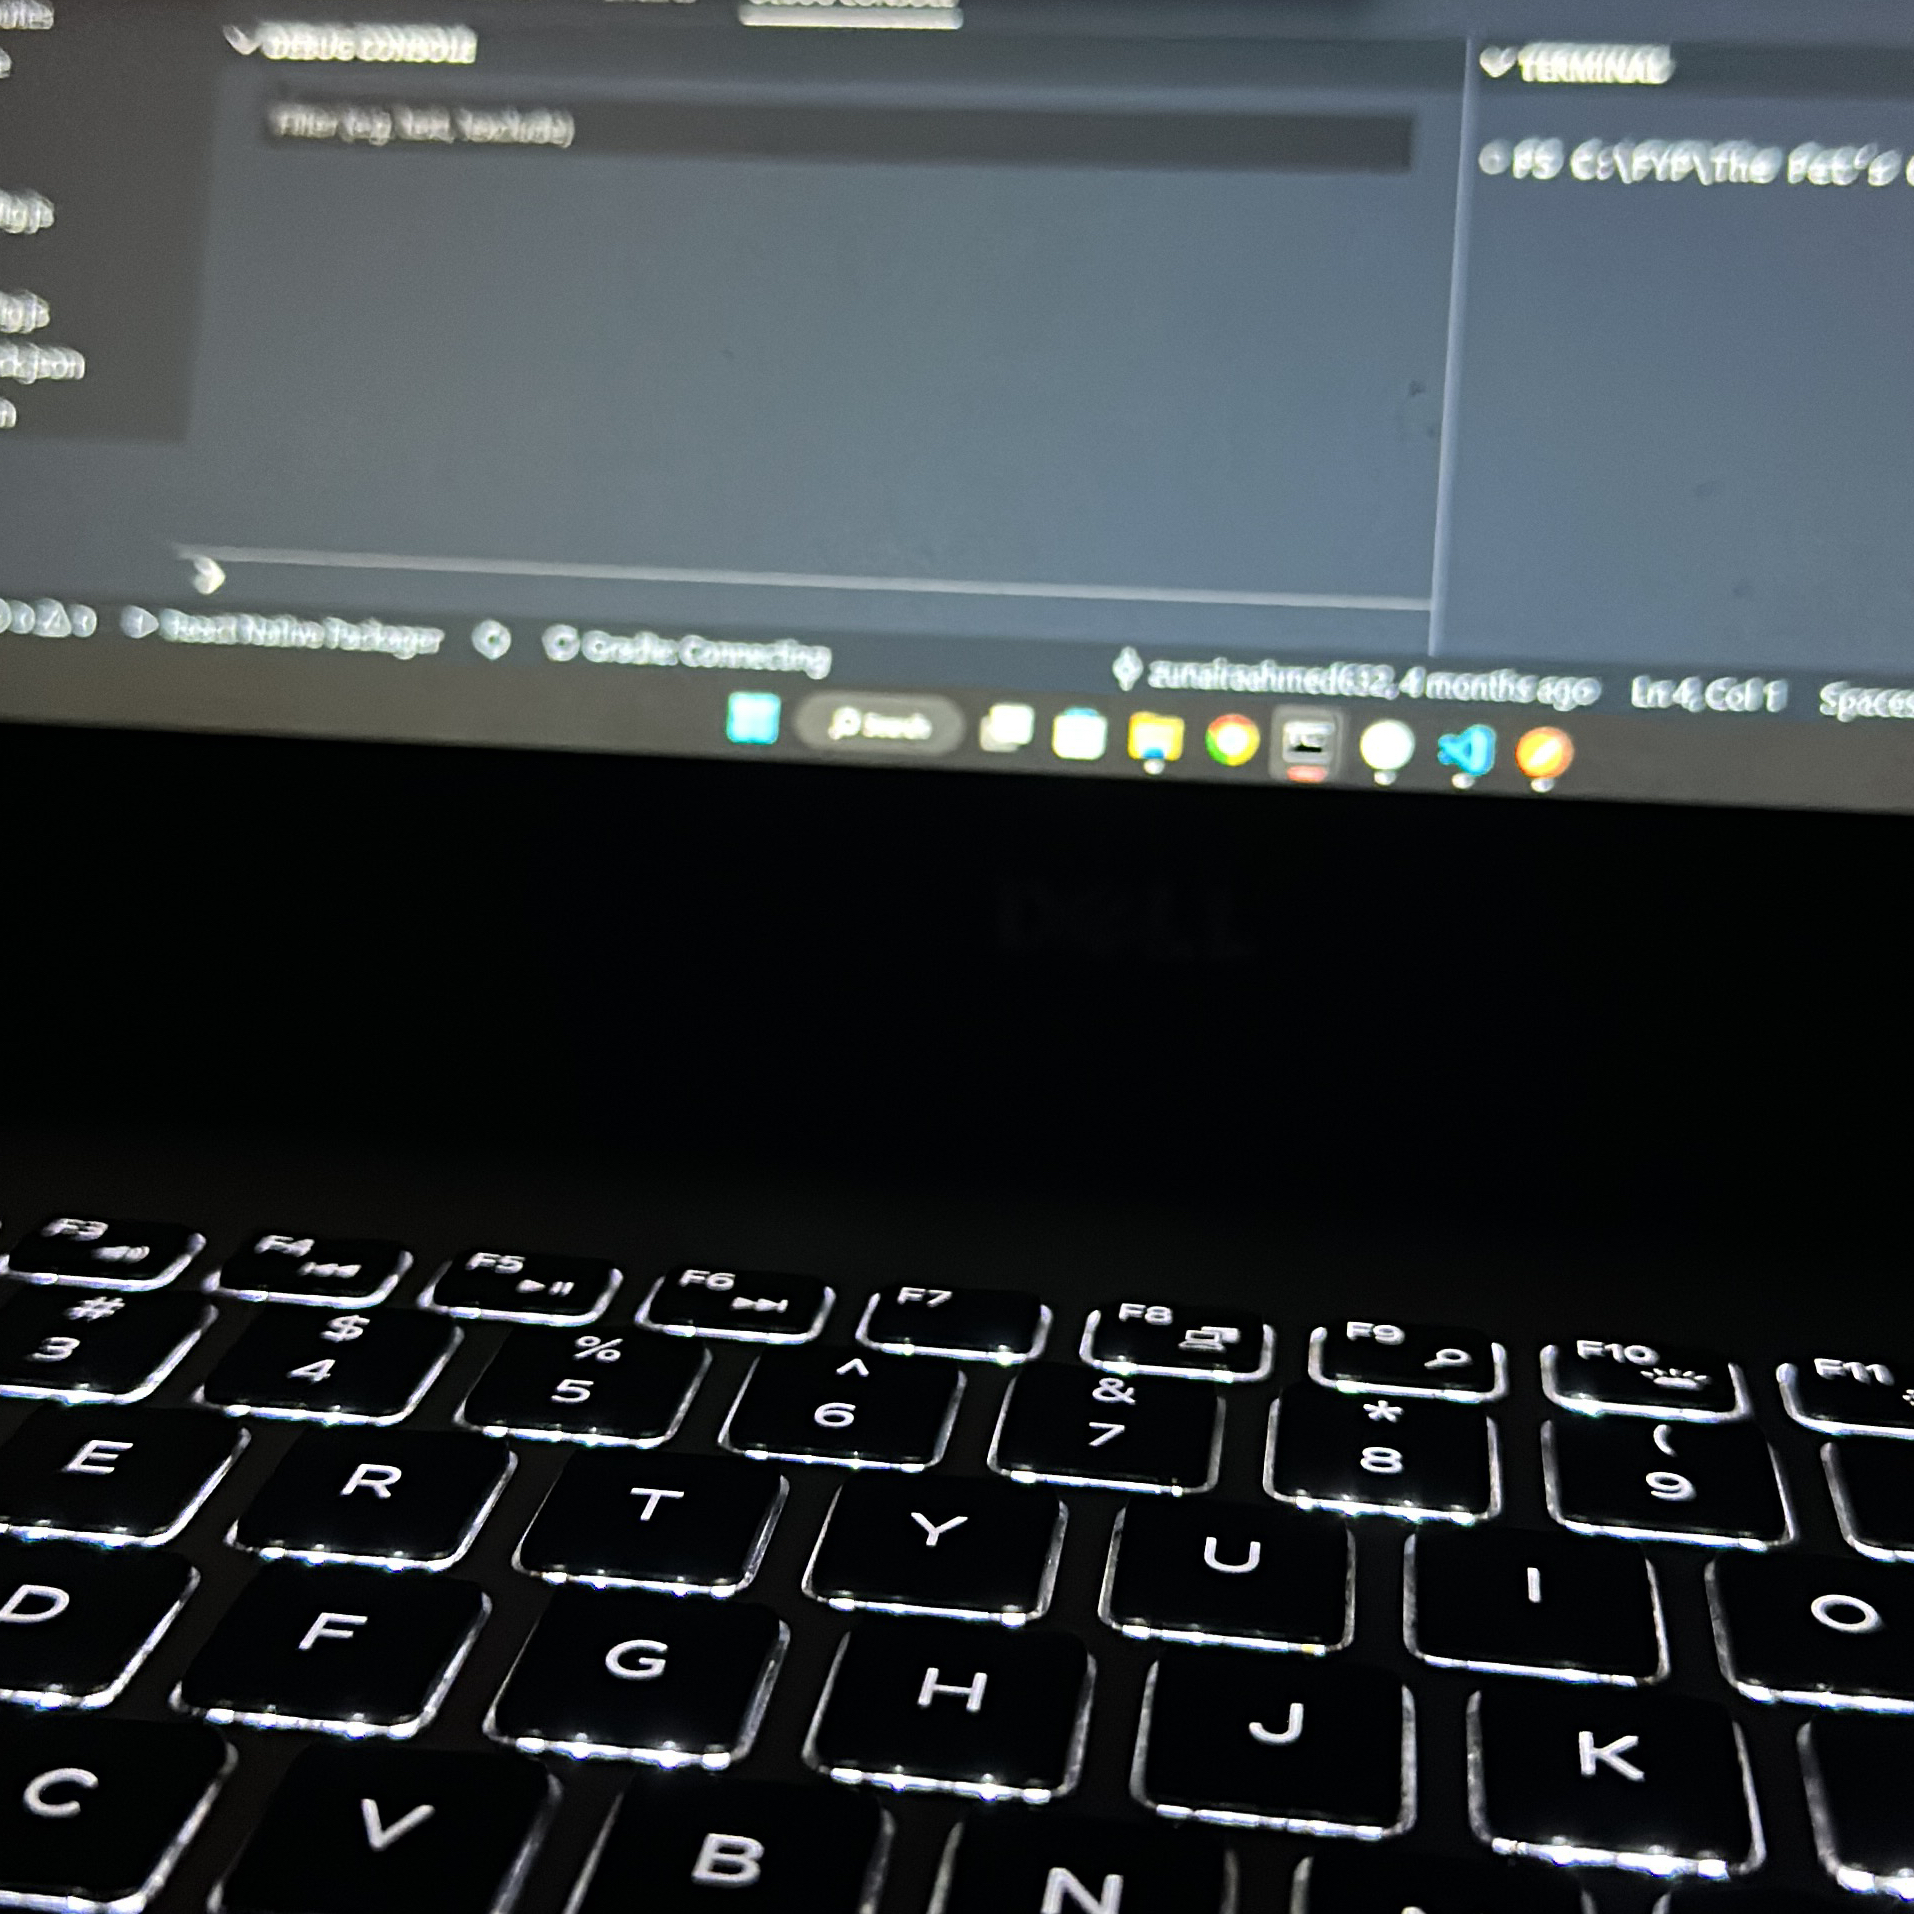 DEBUG CONSOLE
TERMINAL
Filter (e.g. text, !exclude)
PS C:\FYP\The Pet's
React Native Packager
Gradle: Connecting
zunairaahmed632, 4 months ago
Ln 4, Col 1
Spaces
Search
DELL
F3 F4 F5 F6 F7 F8 F9 F10 F11
# $ % ^ & * (
3 4 5 6 7 8 9
E R T Y U I O
D F G H J K
C V B N